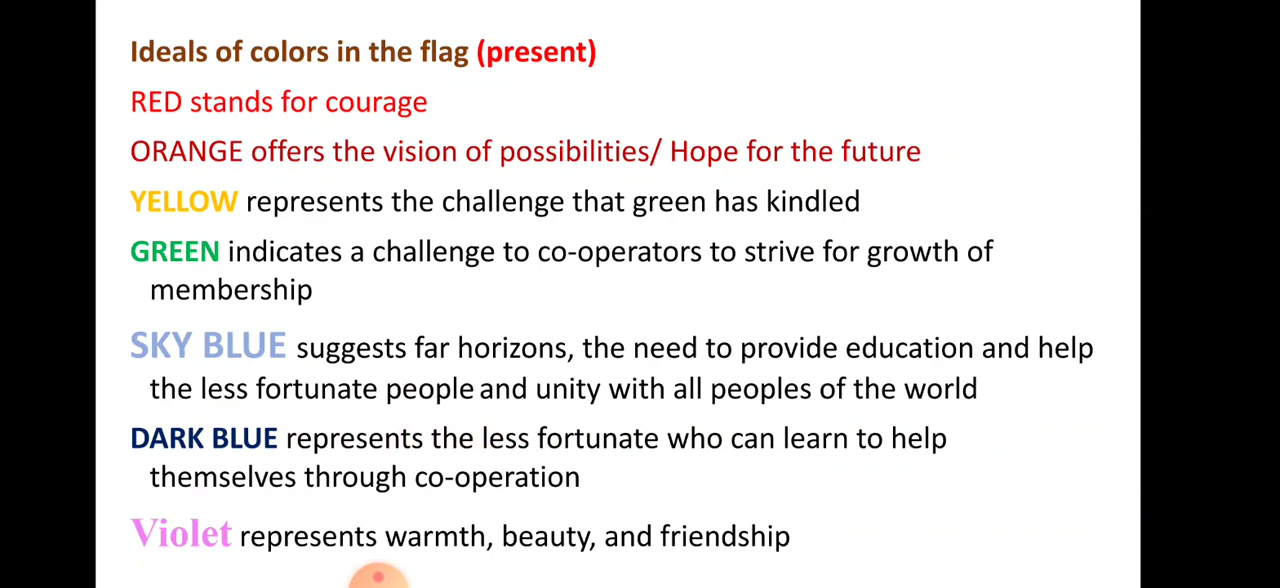 Ideals of colors in the flag (present)
RED stands for courage
ORANGE offers the vision of possibilities/ Hope for the future
YELLOW represents the challenge that green has kindled
GREEN indicates a challenge to co-operators to strive for growth of
membership
SKY BLUE suggests far horizons, the need to provide education and help
the less fortunate people and unity with all peoples of the world
DARK BLUE represents the less fortunate who can learn to help
themselves through co-operation
Violet represents warmth, beauty, and friendship